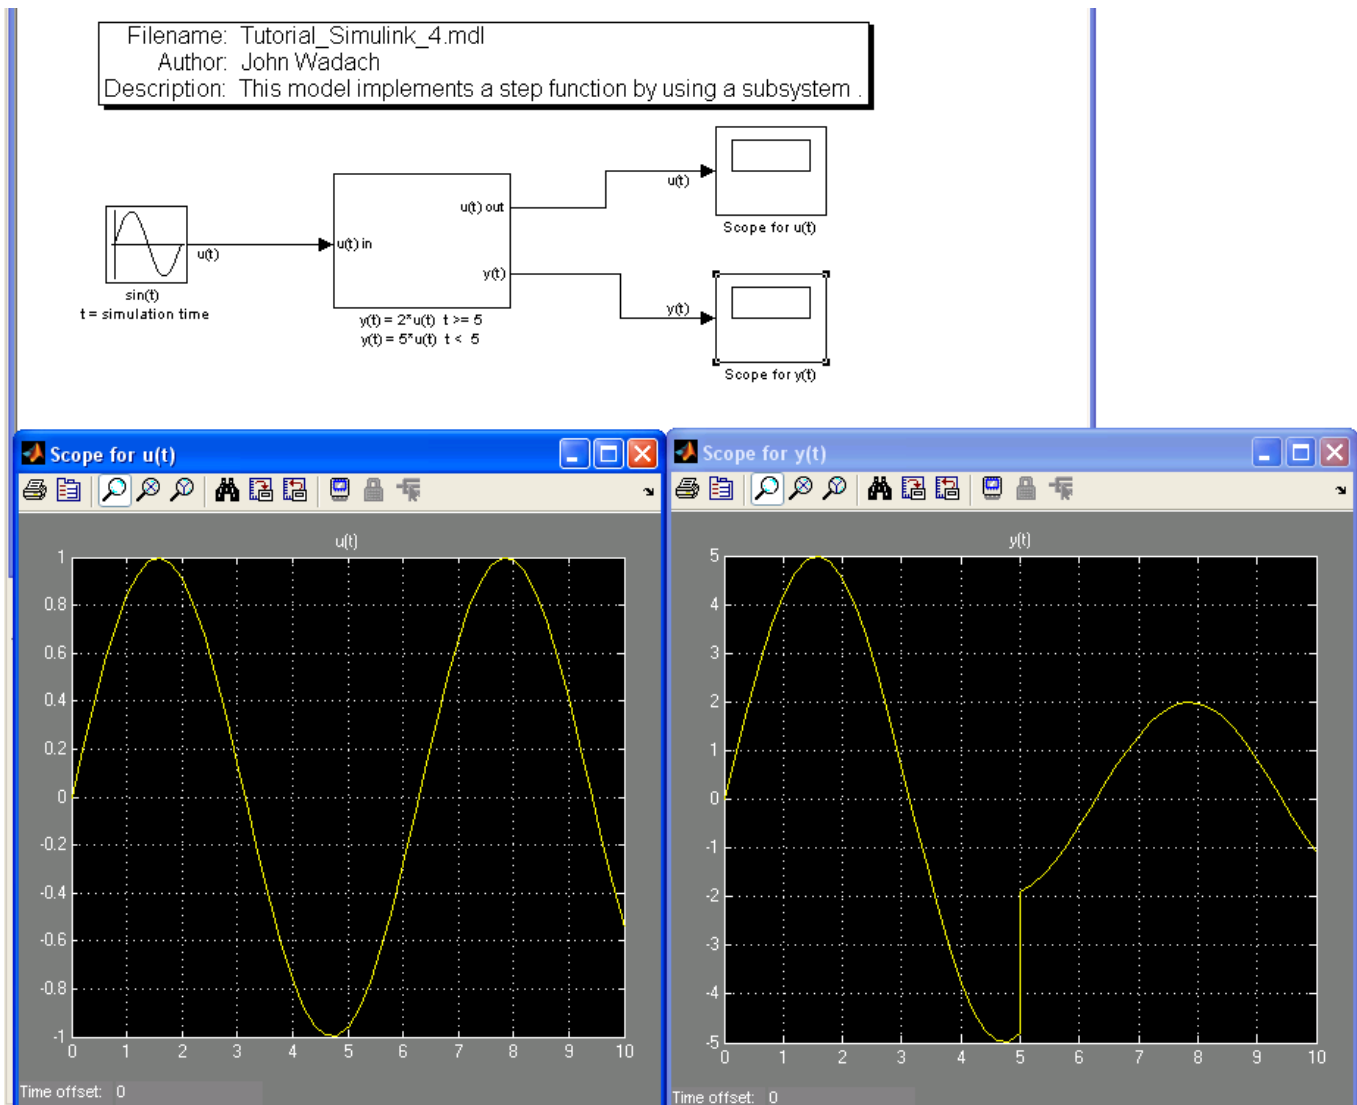 Filename: Tutorial_Simulink_4.mdl
Author: John Wadach
Description: This model implements a step function by using a subsystem .
u(t) out
u(t)
Scope for u(t)
u(t)
u(t) in
y(t)
sin(t)
t = simulation time
y(t) = 2*u(t) t >= 5
y(t) = 5*u(t) t < 5
y(t)
Scope for y(t)
Scope for u(t)
u(t)
1
0.8
0.6
0.4
0.2
0
-0.2
-0.4
-0.6
-0.8
-1
0 1 2 3 4 5 6 7 8 9 10
Time offset: 0
Scope for y(t)
y(t)
5
4
3
2
1
0
-1
-2
-3
-4
-5
0 1 2 3 4 5 6 7 8 9 10
Time offset: 0